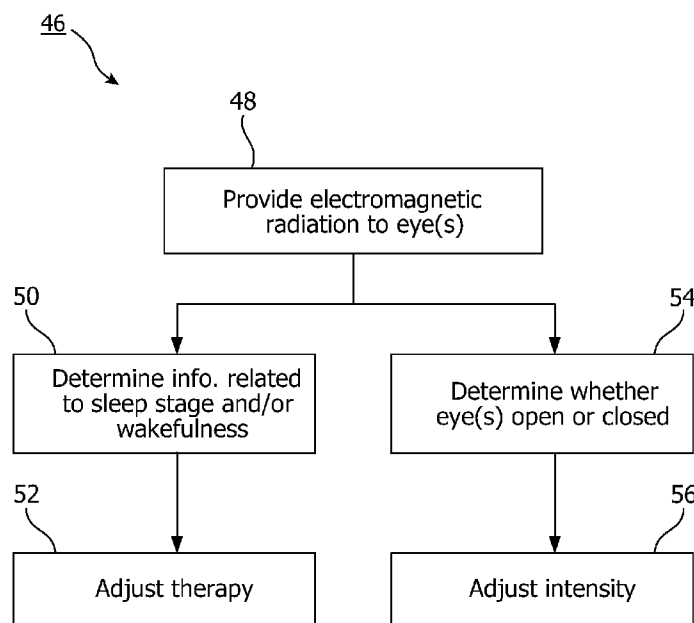 46
48
Provide electromagnetic
radiation to eye(s)
50
54
Determine info. related
to sleep stage and/or
wakefulness
Determine whether
eye(s) open or closed
52
56
Adjust therapy
Adjust intensity